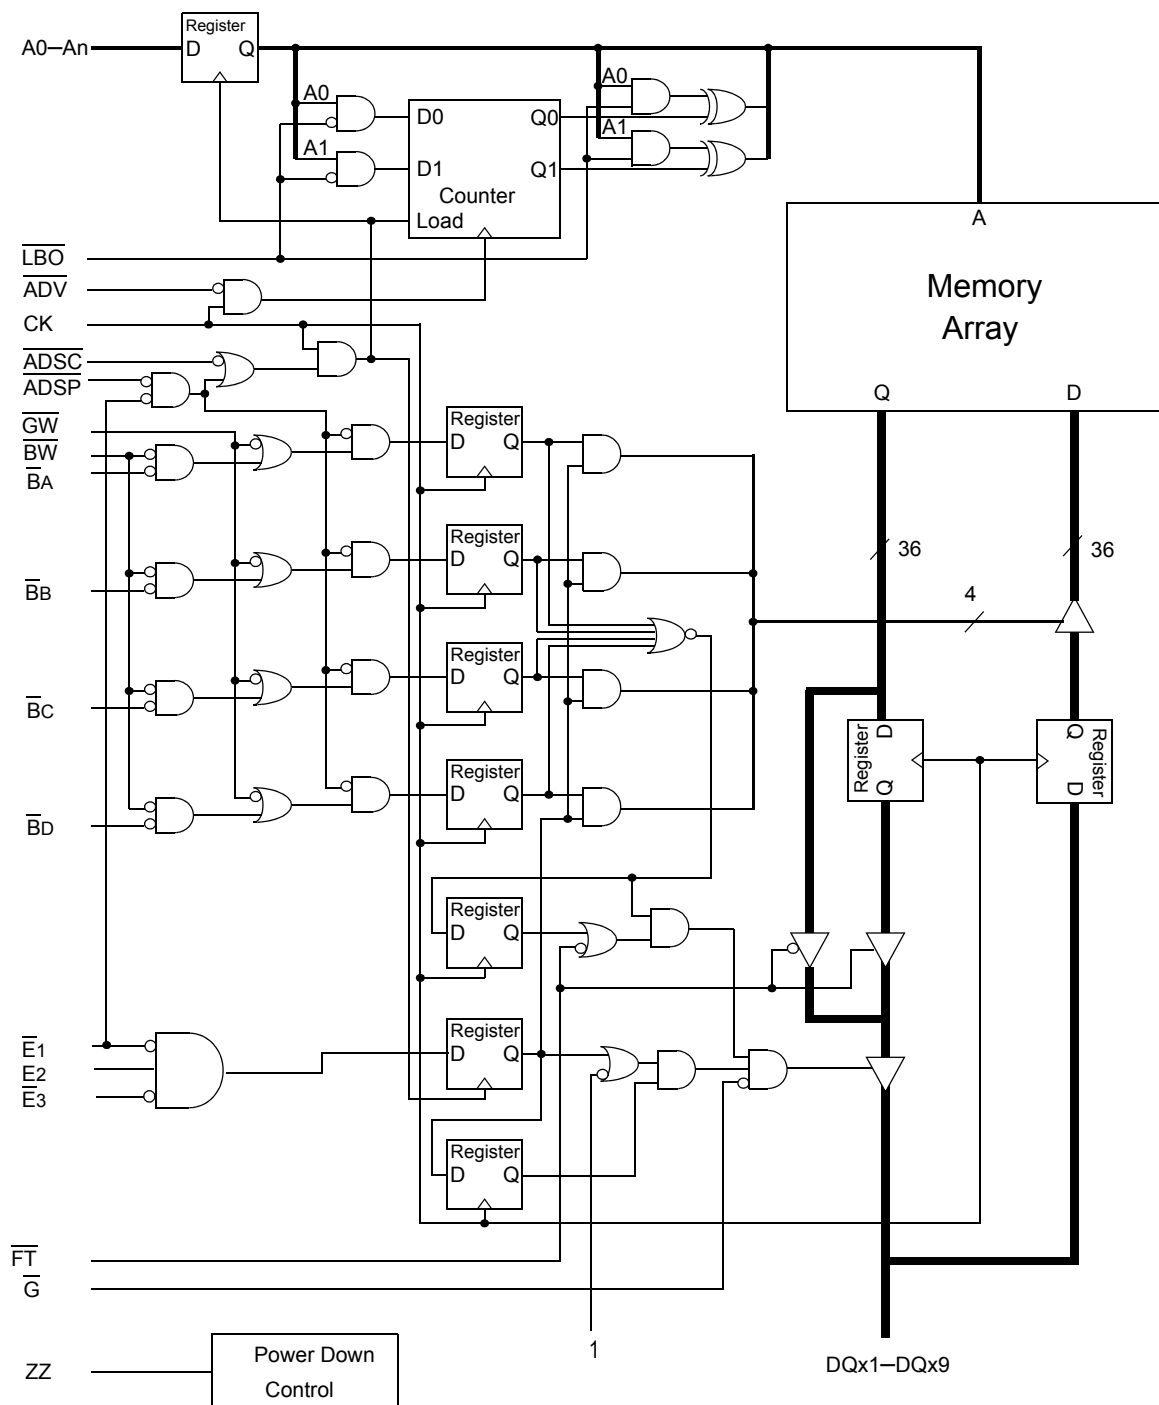 Register
A0–An
D Q
A0
A0
D0
Q0
A1
A1
D1
Q1
Counter
Load
A
LBO
ADV
Memory
Array
CK
ADSC
ADSP
Q D
GW
Register
BW
D Q
BA
Register
36 36
D Q
BB
4
Register
D Q
BC
D
Register
Q
Q
Register
D
Register
D Q
BD
Register
D Q
Register
E1
D Q
E2
E3
Register
D Q
FT
G
1
Power Down
Control
ZZ
DQx1–DQx9